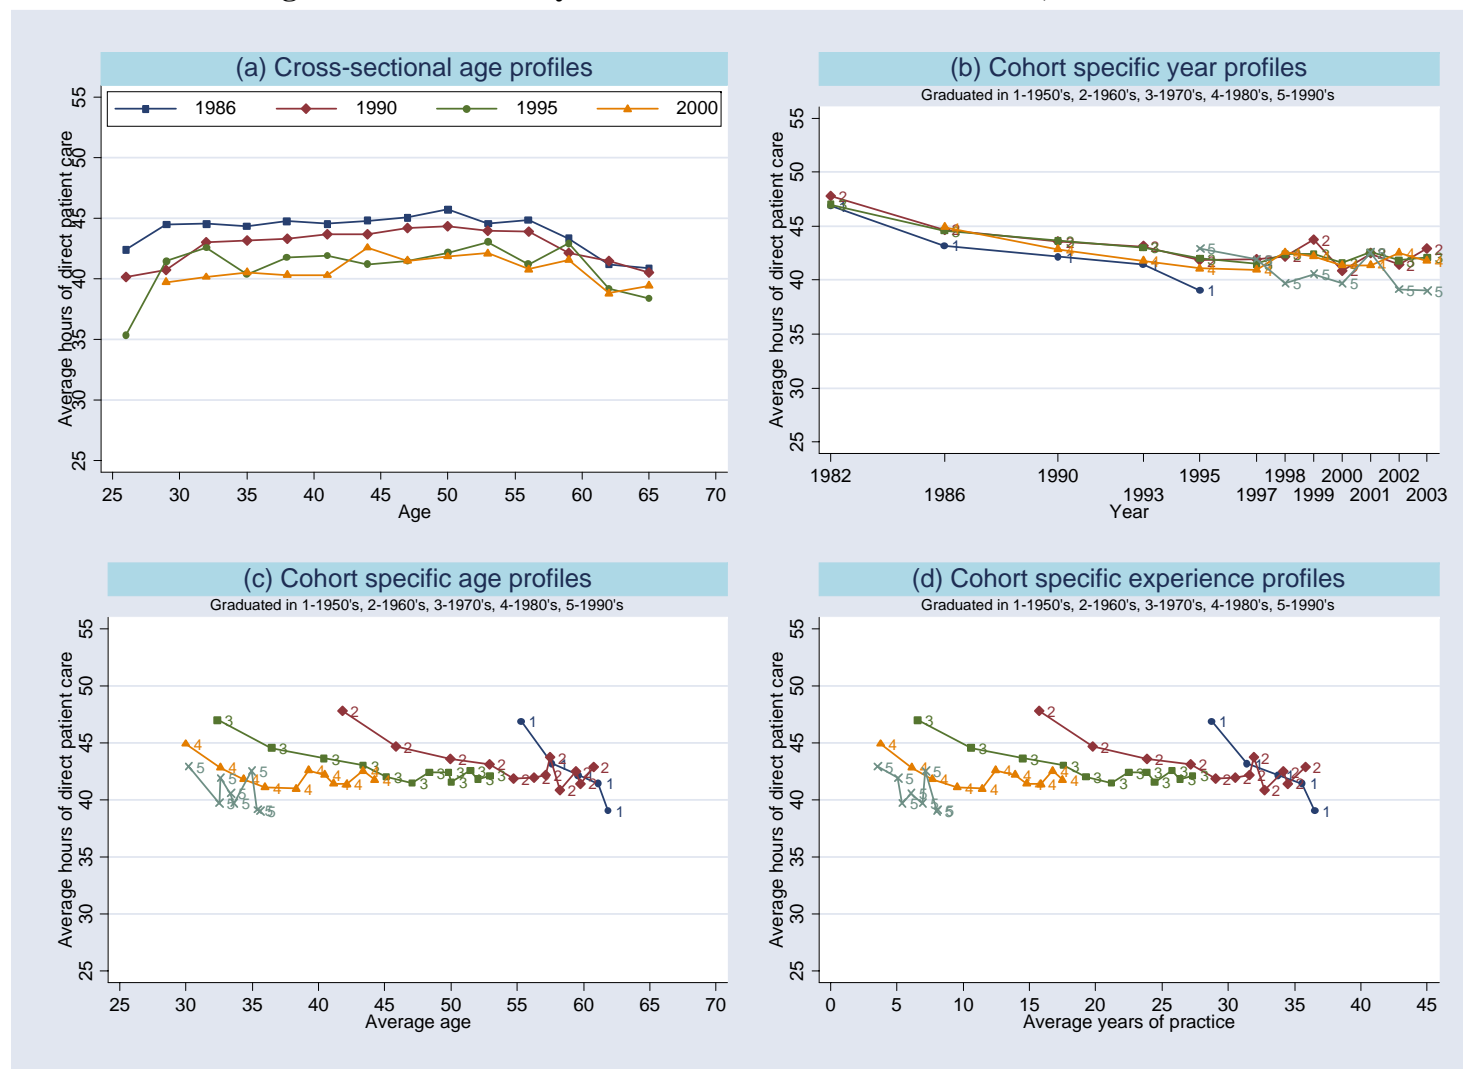 (a) Cross-sectional age profiles
1986 1990 1995 2000
Average hours of direct patient care
55
50
45
40
35
30
25
25 30 35 40 45 50 55 60 65 70
Age
(b) Cohort specific year profiles
Graduated in 1-1950's, 2-1960's, 3-1970's, 4-1980's, 5-1990's
Average hours of direct patient care
55
50
45
40
35
30
25
1982 1986 1990 1993 1995 1997 1998 1999 2000 2001 2002 2003
Year
(c) Cohort specific age profiles
Graduated in 1-1950's, 2-1960's, 3-1970's, 4-1980's, 5-1990's
Average hours of direct patient care
55
50
45
40
35
30
25
25 30 35 40 45 50 55 60 65 70
Average age
(d) Cohort specific experience profiles
Graduated in 1-1950's, 2-1960's, 3-1970's, 4-1980's, 5-1990's
Average hours of direct patient care
55
50
45
40
35
30
25
0 5 10 15 20 25 30 35 40 45
Average years of practice